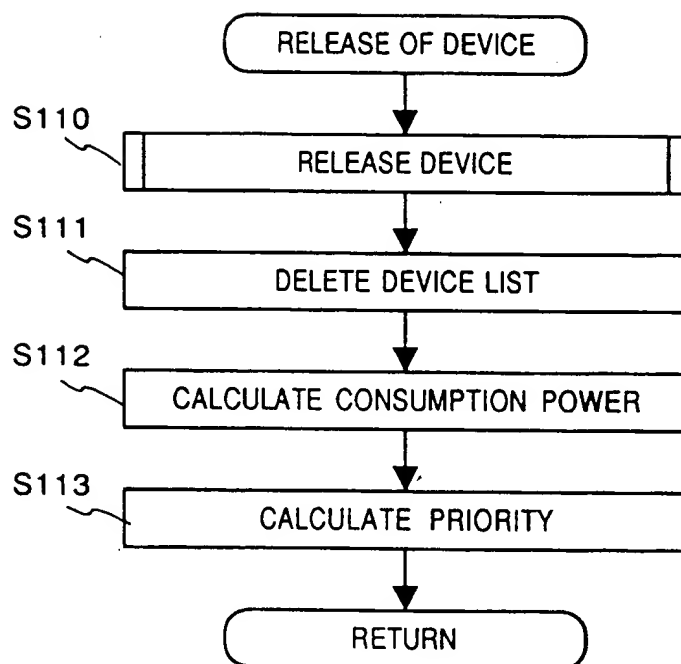 RELEASE OF DEVICE
S110
RELEASE DEVICE
S111
DELETE DEVICE LIST
S112
CALCULATE CONSUMPTION POWER
S113
CALCULATE PRIORITY
RETURN